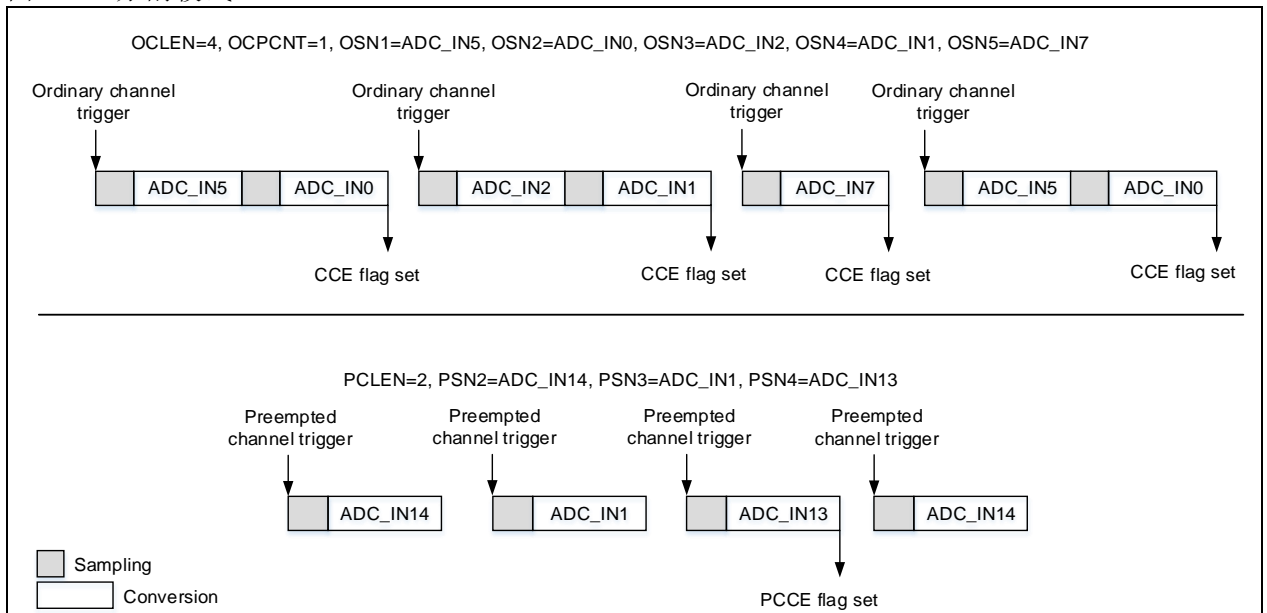 OCLEN=4, OCPCNT=1, OSN1=ADC_IN5, OSN2=ADC_IN0, OSN3=ADC_IN2, OSN4=ADC_IN1, OSN5=ADC_IN7
Ordinary channel trigger
Ordinary channel trigger
Ordinary channel trigger
Ordinary channel trigger
ADC_IN5
ADC_IN0
ADC_IN2
ADC_IN1
ADC_IN7
ADC_IN5
ADC_IN0
CCE flag set
CCE flag set
CCE flag set
CCE flag set
PCLEN=2, PSN2=ADC_IN14, PSN3=ADC_IN1, PSN4=ADC_IN13
Preempted channel trigger
Preempted channel trigger
Preempted channel trigger
Preempted channel trigger
ADC_IN14
ADC_IN1
ADC_IN13
ADC_IN14
Sampling
Conversion
PCCE flag set